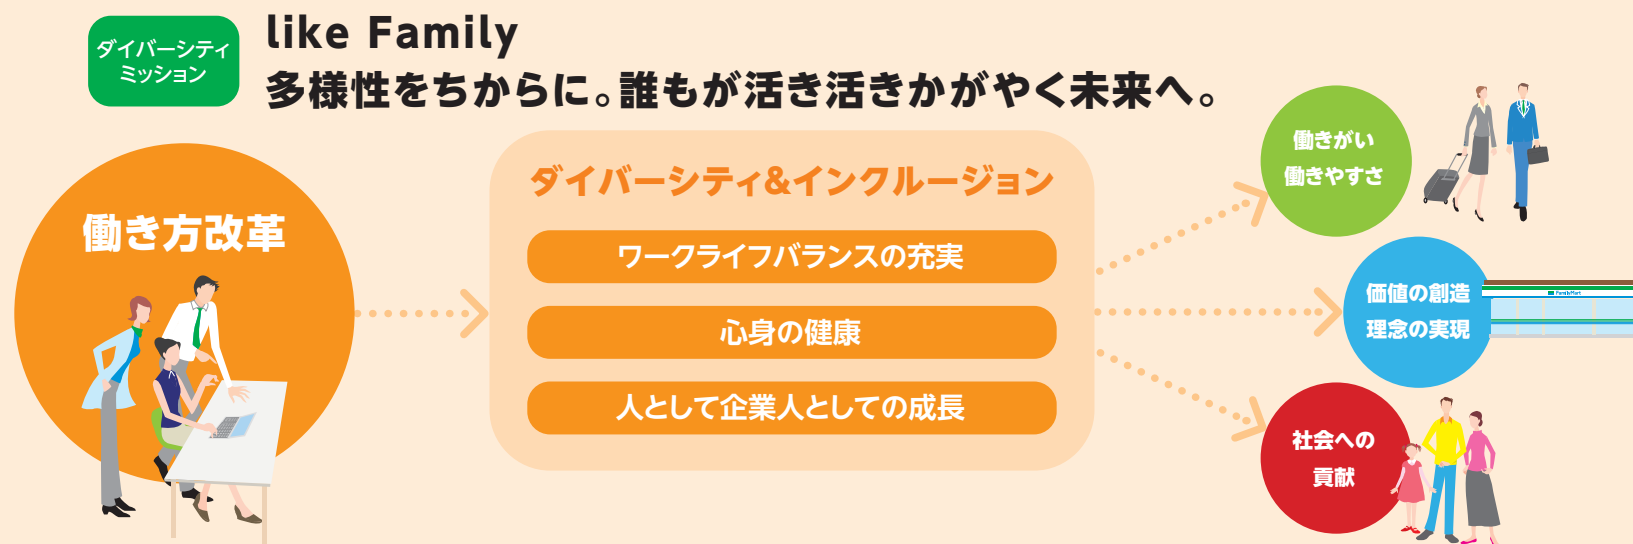 ダイバーシティ
ミッション
like Family
多様性をちからに。誰もが活き活きかがやく未来へ。
働き方改革
ダイバーシティ&インクルージョン
ワークライフバランスの充実
心身の健康
人として企業人としての成長
働きがい
働きやすさ
価値の創造
理念の実現
FamilyMart
社会への
貢献